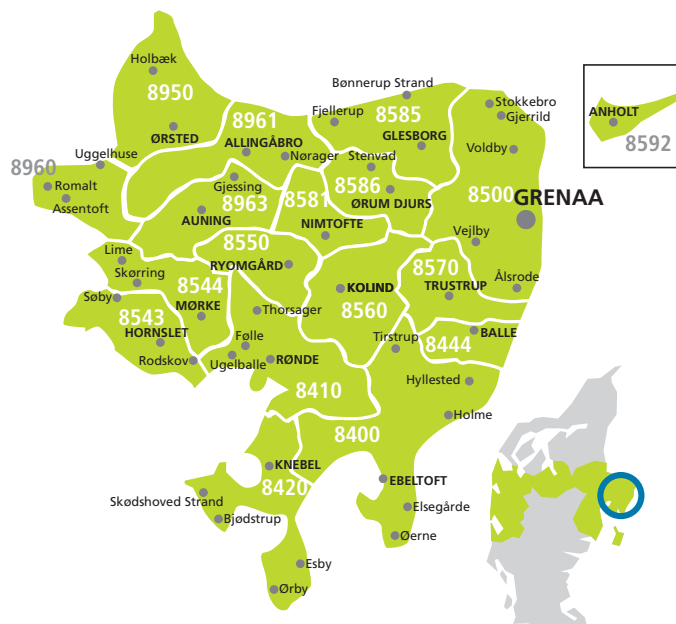 Holbæk
8950
ØRSTED
Bønnerup Strand
Fjellerup
8585
GLESBORG
Stokkebro
Gjerrild
ANHOLT
8592
8961
ALLINGÅBRO
Nørager
Stenvad
Voldby
Uggelhuse
8960
Romalt
Assentoft
Gjessing
8963
AUNING
8581
NIMTOFTE
8586
ØRUM DJURS
8500
GRENAA
Vejlby
8550
RYOMGÅRD
Lime
Skørring
8544
MØRKE
KOLIND
8560
8570
TRUSTRUP
Ålsrode
Søby
8543
HORNSLET
Rodskov
Thorsager
Følle
Ugelballe
RØNDE
Tirstrup
8444
BALLE
8410
Hyllested
Holme
8400
KNEBEL
8420
EBELTOFT
Skødshoved Strand
Bjødstrup
Elsegårde
Øerne
Esby
Ørby